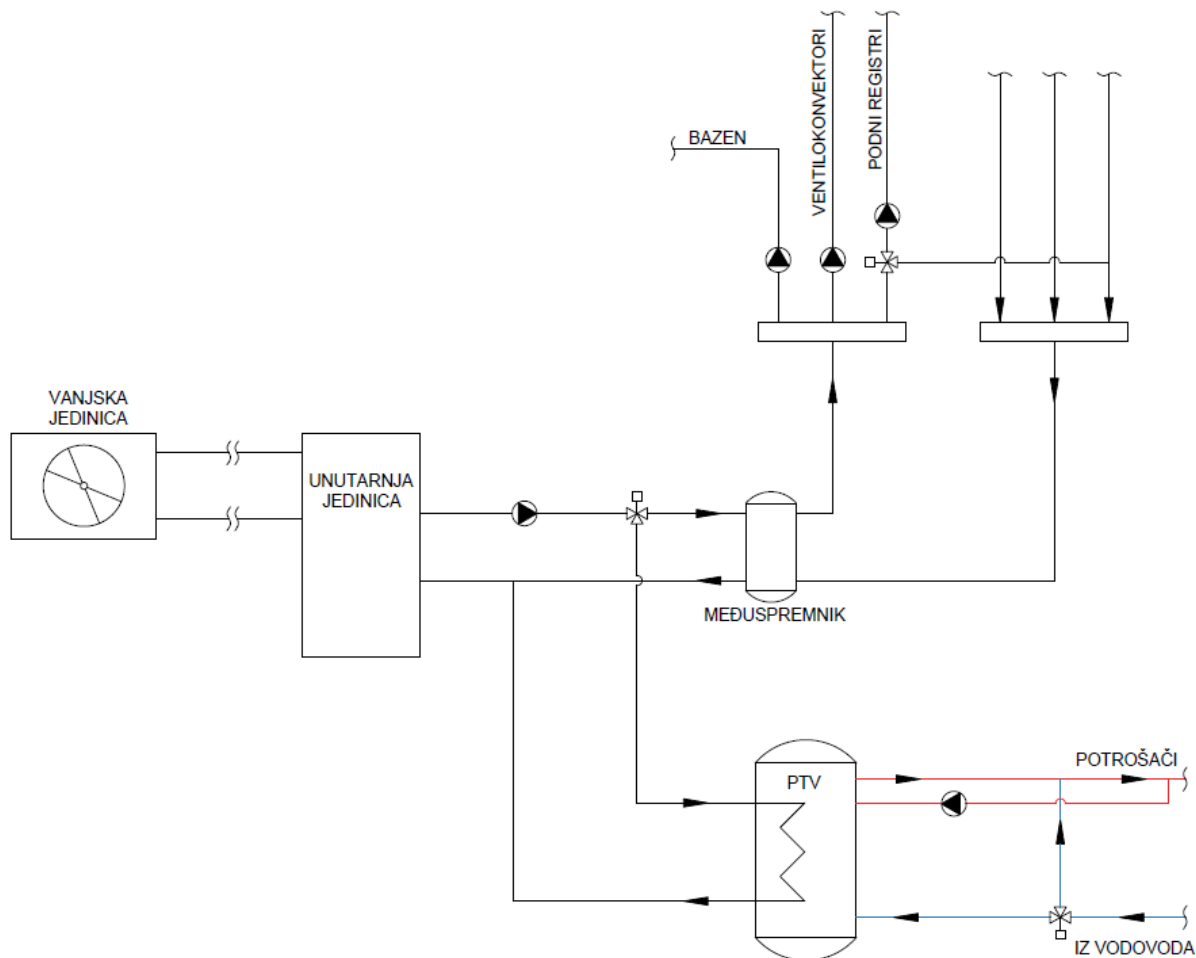 BAZEN
VENTILOKONVEKTORI
PODNI REGISTRI
VANJSKA
JEDINICA
UNUTARNJA
JEDINICA
MEĐUSPREMNIK
PTV
POTROŠAČI
IZ VODOVODA